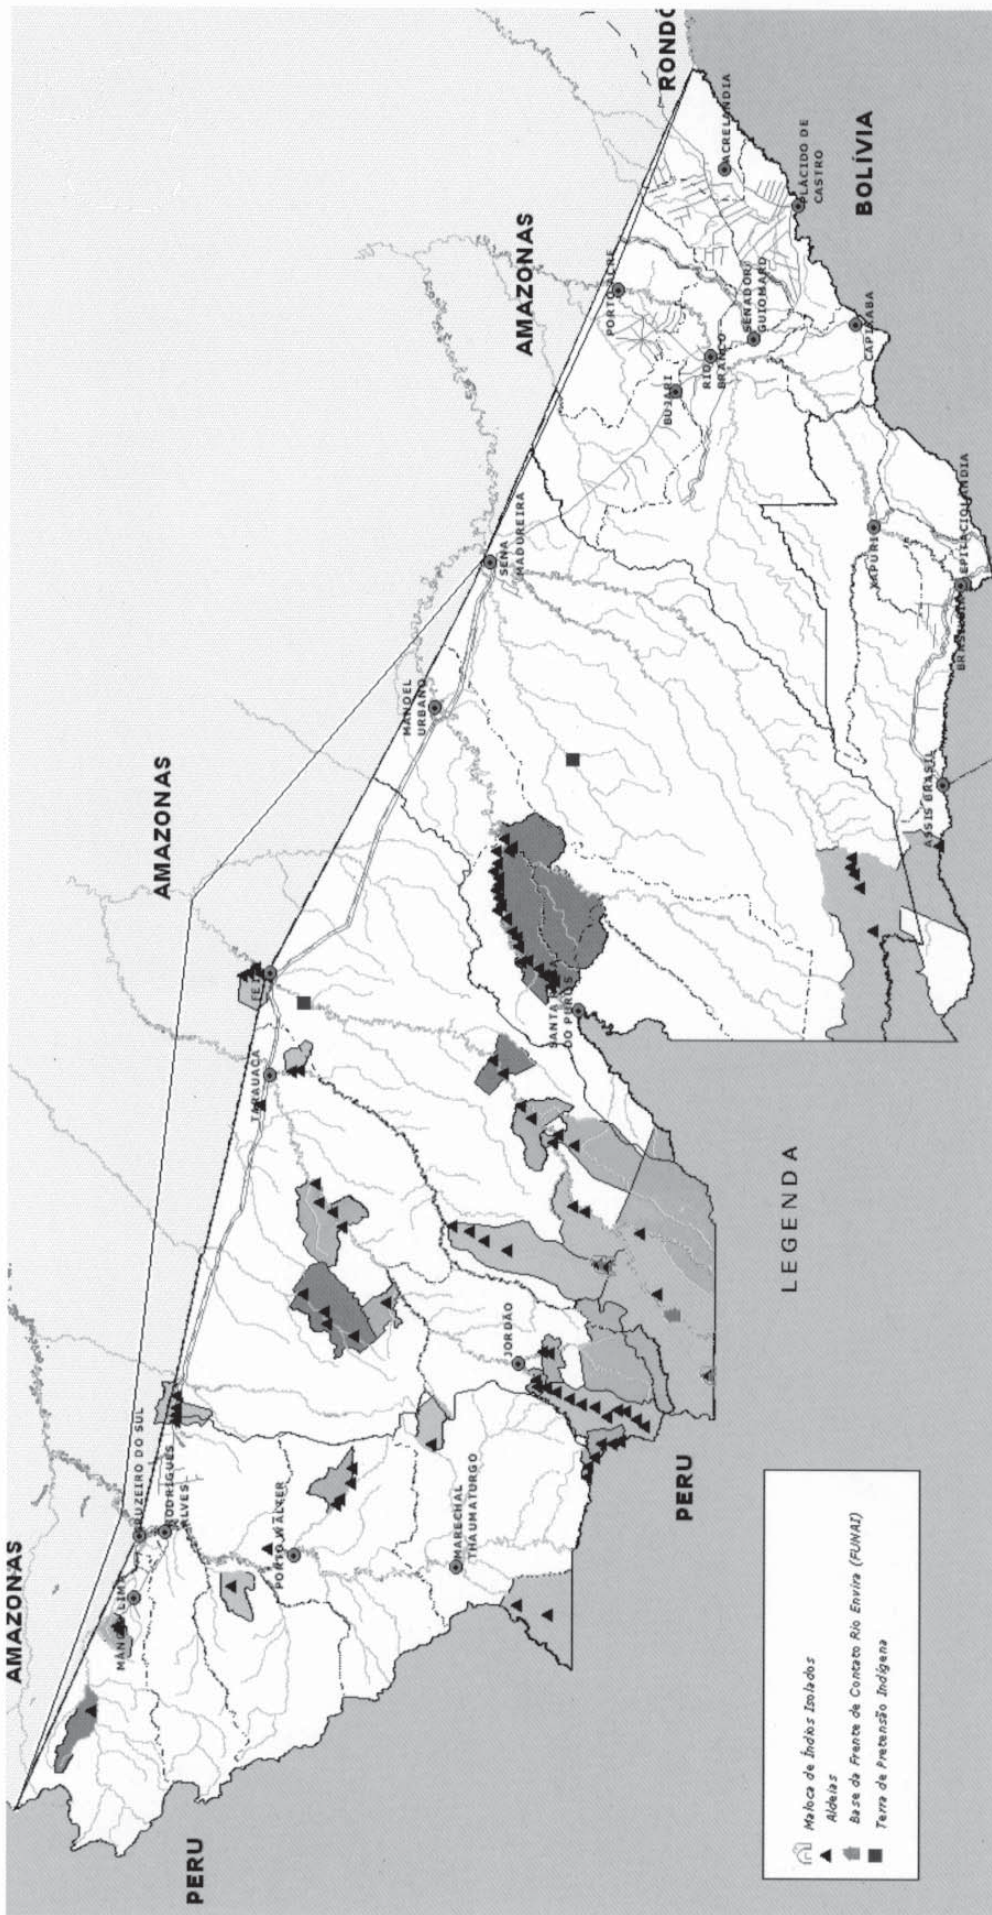 AMAZONAS
AMAZONAS
AMAZONAS
RONDÔ
BOLÍVIA
PERU
PERU
MÂNCIO LIMA
CRUZEIRO DO SUL
RODRIGUES
ALVES
PORTO WALTER
MARECHAL
THAUMATURGO
JORDÃO
TARAUACÁ
SANTA
DO PURUS
MANOEL
URBANO
SENA
MADUREIRA
ASSIS BRASIL
BRASILÉIA
EPITACIOLÂNDIA
XAPURI
CAPIXABA
BUJARI
RIO
BRANCO
SENADOR
GUIOMARD
PORTO ACRE
PLÁCIDO DE
CASTRO
ACRELANDIA
LEGENDA
Maloca de Índios Isolados
Aldeias
Base da Frente de Contato Rio Envira (FUNAI)
Terra de Pretensão Indígena